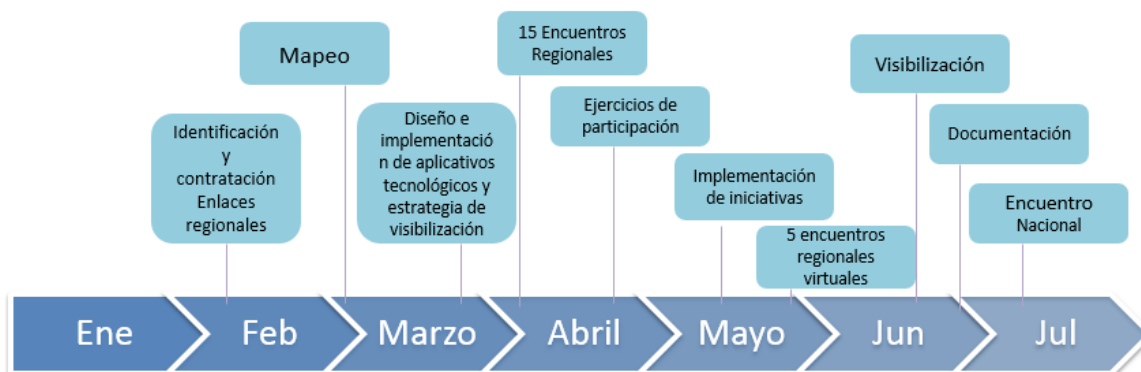 Mapeo
15 Encuentros
Regionales
Visibilización
Identificación
y
contratación
Enlaces
regionales
Diseño e
implementació
n de aplicativos
tecnológicos y
estrategia de
visibilización
Ejercicios de
participación
Documentación
Implementación
de iniciativas
Encuentro
Nacional
5 encuentros
regionales
virtuales
Ene
Feb
Marzo
Abril
Mayo
Jun
Jul